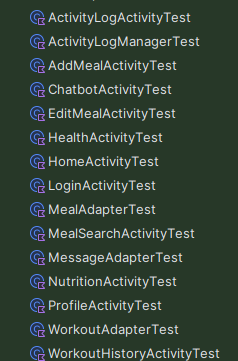 ActivityLogActivityTest
ActivityLogManagerTest
AddMealActivityTest
ChatbotActivityTest
EditMealActivityTest
HealthActivityTest
HomeActivityTest
LoginActivityTest
MealAdapterTest
MealSearchActivityTest
MessageAdapterTest
NutritionActivityTest
ProfileActivityTest
WorkoutAdapterTest
WorkoutHistoryActivityTest